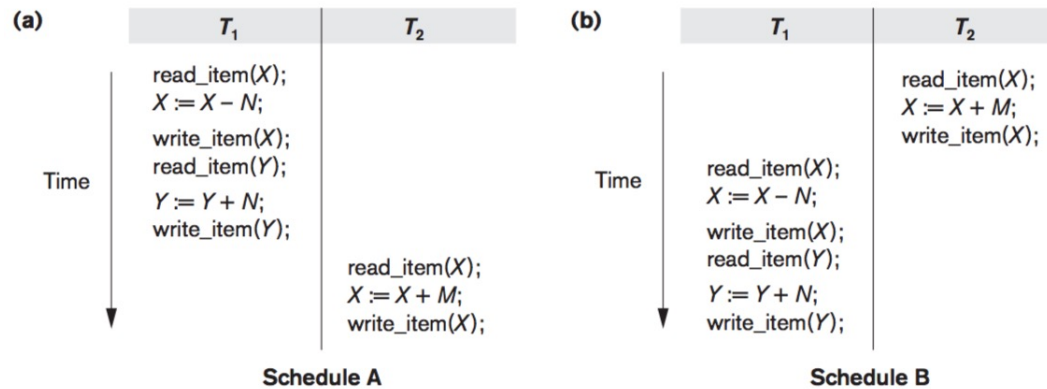 (a)
T1 T2
read_item(X);
X := X – N;
write_item(X);
read_item(Y);
Time
Y := Y + N;
write_item(Y);
read_item(X);
X := X + M;
write_item(X);
Schedule A
(b)
T1 T2
read_item(X);
X := X + M;
write_item(X);
read_item(X);
Time
X := X – N;
write_item(X);
read_item(Y);
Y := Y + N;
write_item(Y);
Schedule B